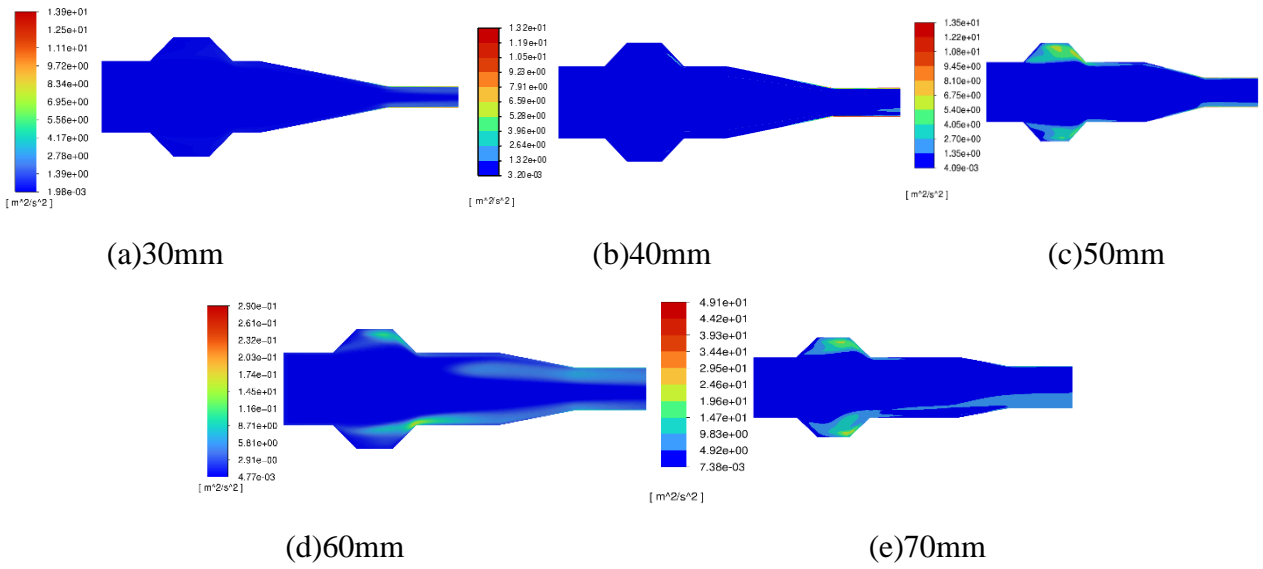 1.39e+01
1.25e+01
1.11e+01
9.72e+00
8.34e+00
6.95e+00
5.56e+00
4.17e+00
2.78e+00
1.39e+00
1.98e-03
[ m^2/s^2 ]
(a)30mm
1.32e+01
1.19e+01
1.05e+01
9.23e+00
7.91e+00
6.59e+00
5.28e+00
3.96e+00
2.64e+00
1.32e+00
3.20e-03
[ m^2/s^2 ]
(b)40mm
1.35e+01
1.22e+01
1.08e+01
9.45e+00
8.10e+00
6.75e+00
5.40e+00
4.05e+00
2.70e+00
1.35e+00
4.09e-03
[ m^2/s^2 ]
(c)50mm
2.90e-01
2.61e-01
2.32e-01
2.03e-01
1.74e-01
1.45e+01
1.16e-01
8.71e+00
5.81e+00
2.91e-00
4.77e-03
[ m^2/s^2 ]
(d)60mm
4.91e+01
4.42e+01
3.93e+01
3.44e+01
2.95e+01
2.46e+01
1.96e+01
1.47e+01
9.83e+00
4.92e+00
7.38e-03
[ m^2/s^2 ]
(e)70mm